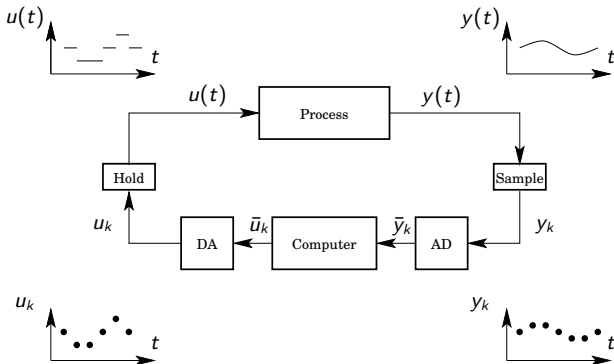 u(t)
t
y(t)
t
u(t)
Process
y(t)
Hold
Sample
u_k
DA
ū_k
Computer
ȳ_k
AD
y_k
u_k
t
y_k
t